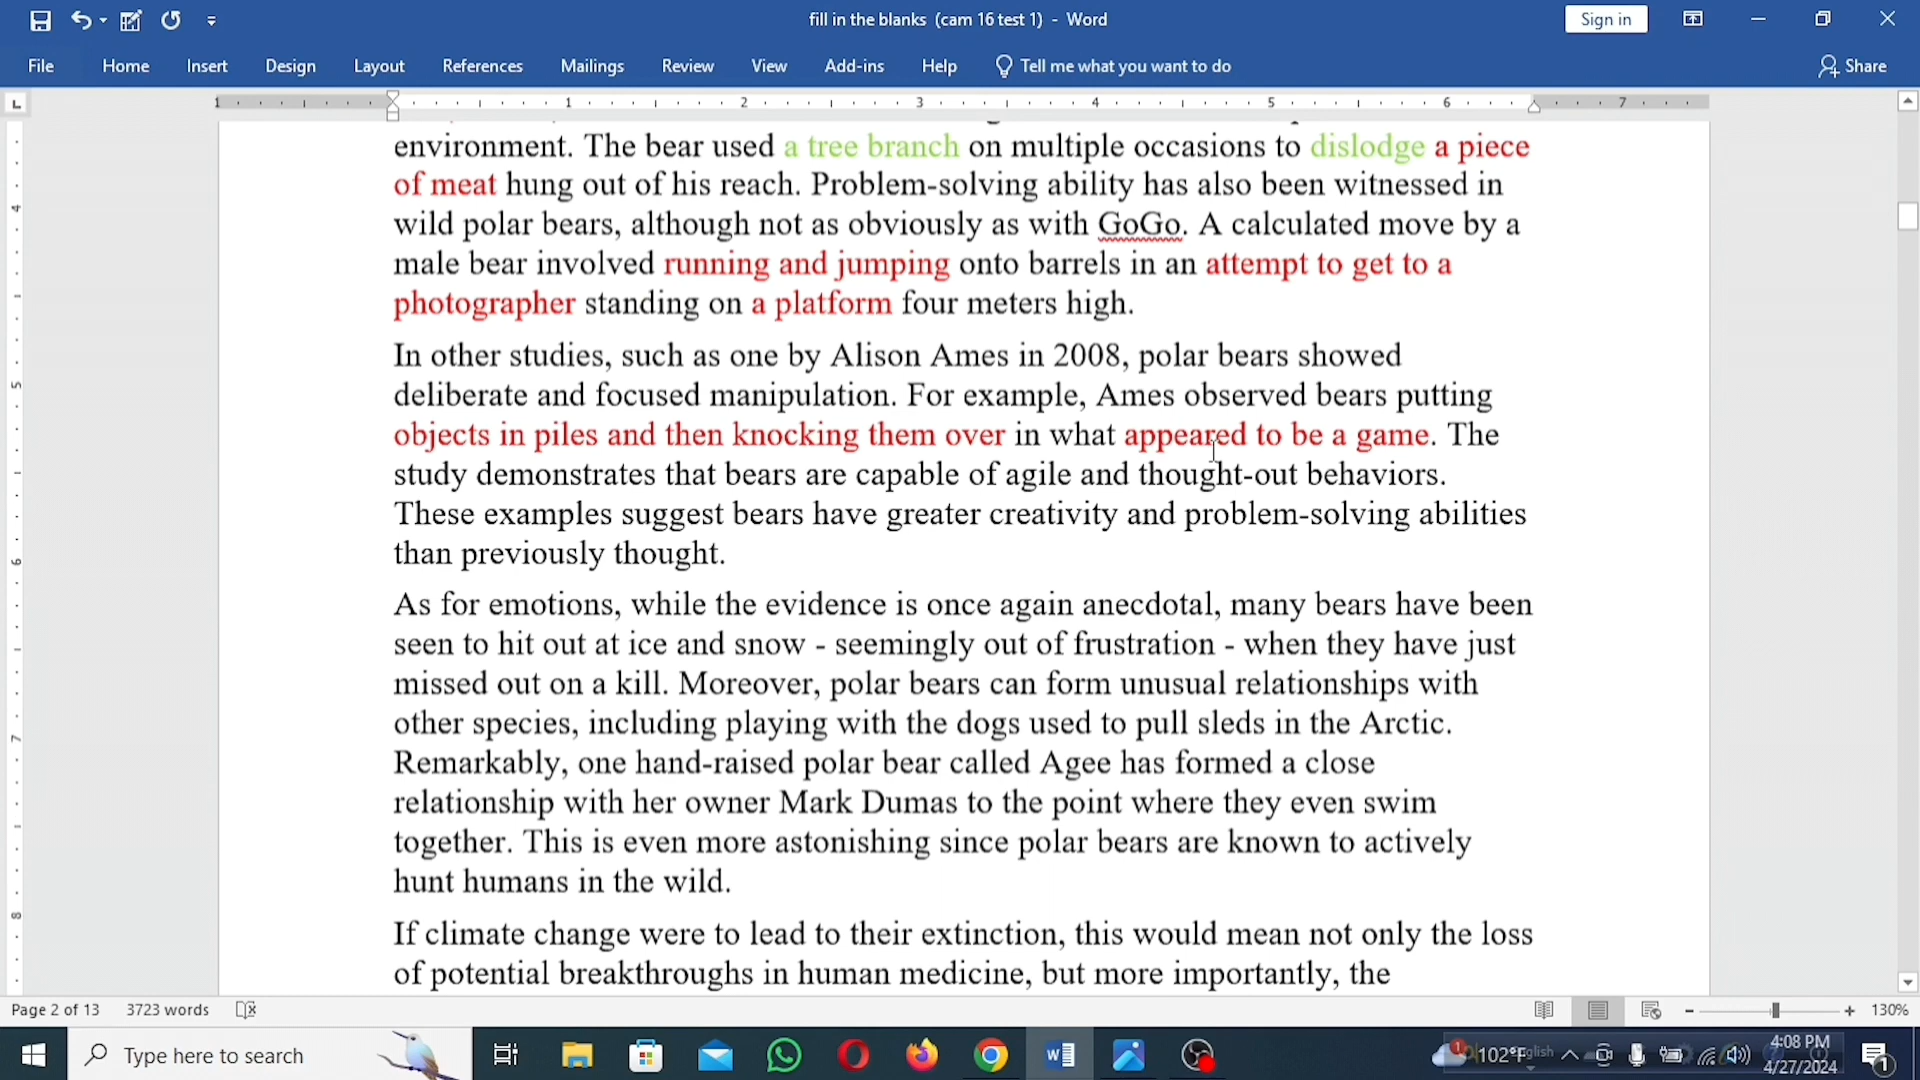 fill in the blanks (cam 16 test 1) - Word
Sign in
File Home Insert Design Layout References Mailings Review View Add-ins Help Tell me what you want to do Share
1 1 2 3 4 5 6 7
environment. The bear used a tree branch on multiple occasions to dislodge a piece
of meat hung out of his reach. Problem-solving ability has also been witnessed in
wild polar bears, although not as obviously as with GoGo. A calculated move by a
male bear involved running and jumping onto barrels in an attempt to get to a
photographer standing on a platform four meters high.
In other studies, such as one by Alison Ames in 2008, polar bears showed
deliberate and focused manipulation. For example, Ames observed bears putting
objects in piles and then knocking them over in what appeared to be a game. The
study demonstrates that bears are capable of agile and thought-out behaviors.
These examples suggest bears have greater creativity and problem-solving abilities
than previously thought.
As for emotions, while the evidence is once again anecdotal, many bears have been
seen to hit out at ice and snow - seemingly out of frustration - when they have just
missed out on a kill. Moreover, polar bears can form unusual relationships with
other species, including playing with the dogs used to pull sleds in the Arctic.
Remarkably, one hand-raised polar bear called Agee has formed a close
relationship with her owner Mark Dumas to the point where they even swim
together. This is even more astonishing since polar bears are known to actively
hunt humans in the wild.
If climate change were to lead to their extinction, this would mean not only the loss
of potential breakthroughs in human medicine, but more importantly, the
4
5
6
7
8
Page 2 of 13 3723 words 130%
Type here to search
102°F English 4:08 PM
4/27/2024